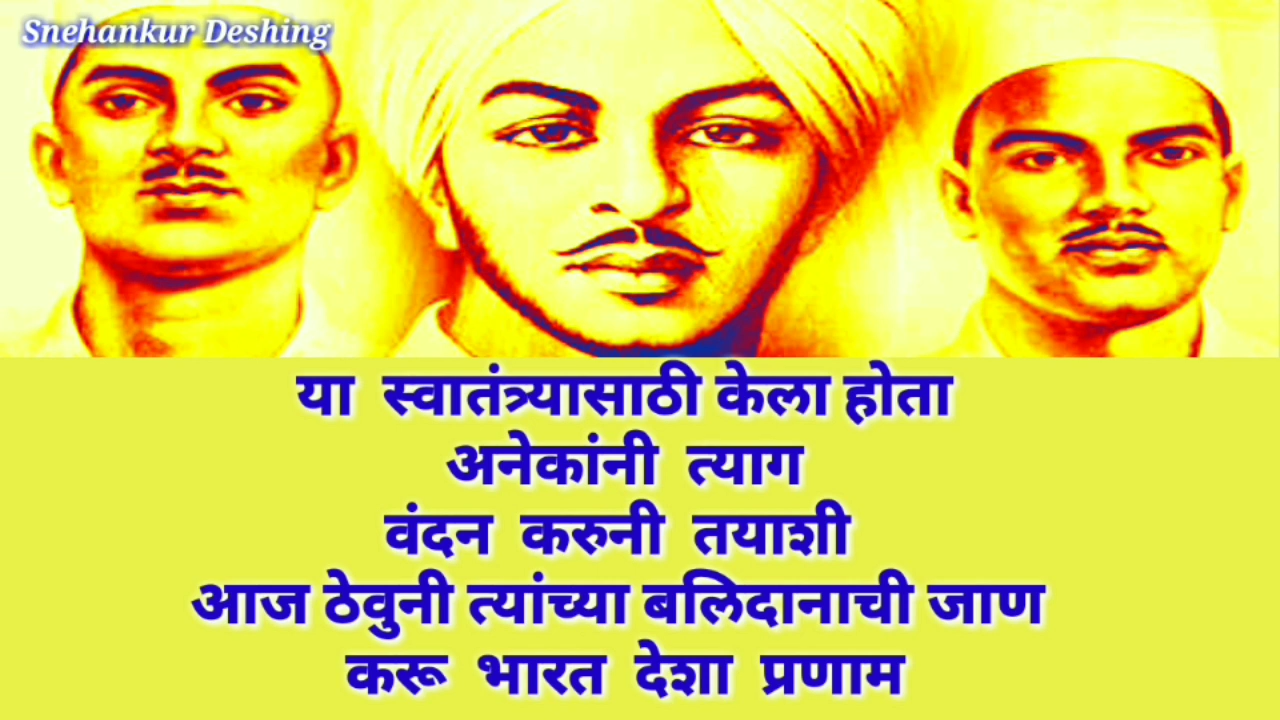 Snehankur Deshing
या स्वातंत्र्यासाठी केला होता
अनेकांनी त्याग
वंदन करुनी तयाशी
आज ठेवुनी त्यांच्या बलिदानाची जाण
करू भारत देशा प्रणाम